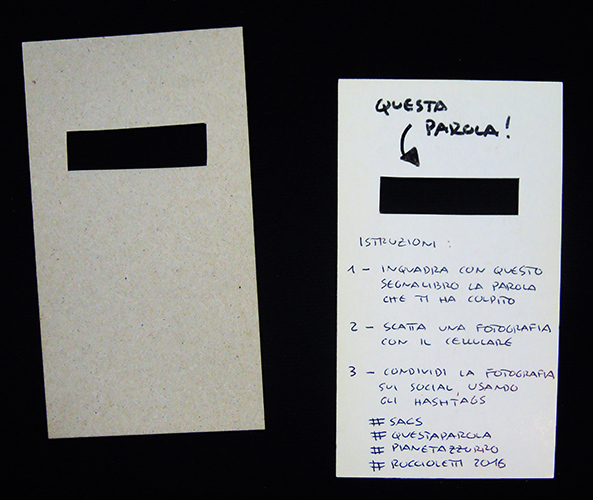 QUESTA
PAROLA!
ISTRUZIONI:
1 - INQUADRA CON QUESTO
SEGNALIBRO LA PAROLA
CHE TI HA COLPITO
2 - SCATTA UNA FOTOGRAFIA
CON IL CELLULARE
3 - CONDIVIDI LA FOTOGRAFIA
SUI SOCIAL, USANDO
GLI HASHTAGS
# SAGS
# QUESTAPAROLA
# PIANETAZZURRO
# RUCCIOLETTI 2016